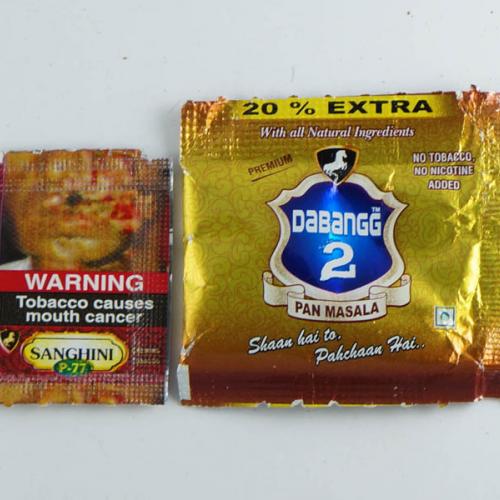 WARNING
Tobacco causes
mouth cancer
SANGHINI
P-77
20 % EXTRA
With all Natural Ingredients
PREMIUM
NO TOBACCO,
NO NICOTINE
ADDED
DABANGG™
2
PAN MASALA
Shaan hai to,
Pahchaan Hai..